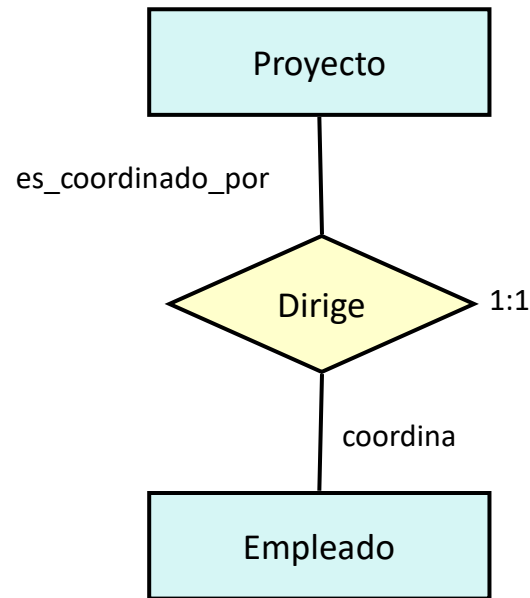 Proyecto
es_coordinado_por
Dirige
1:1
coordina
Empleado